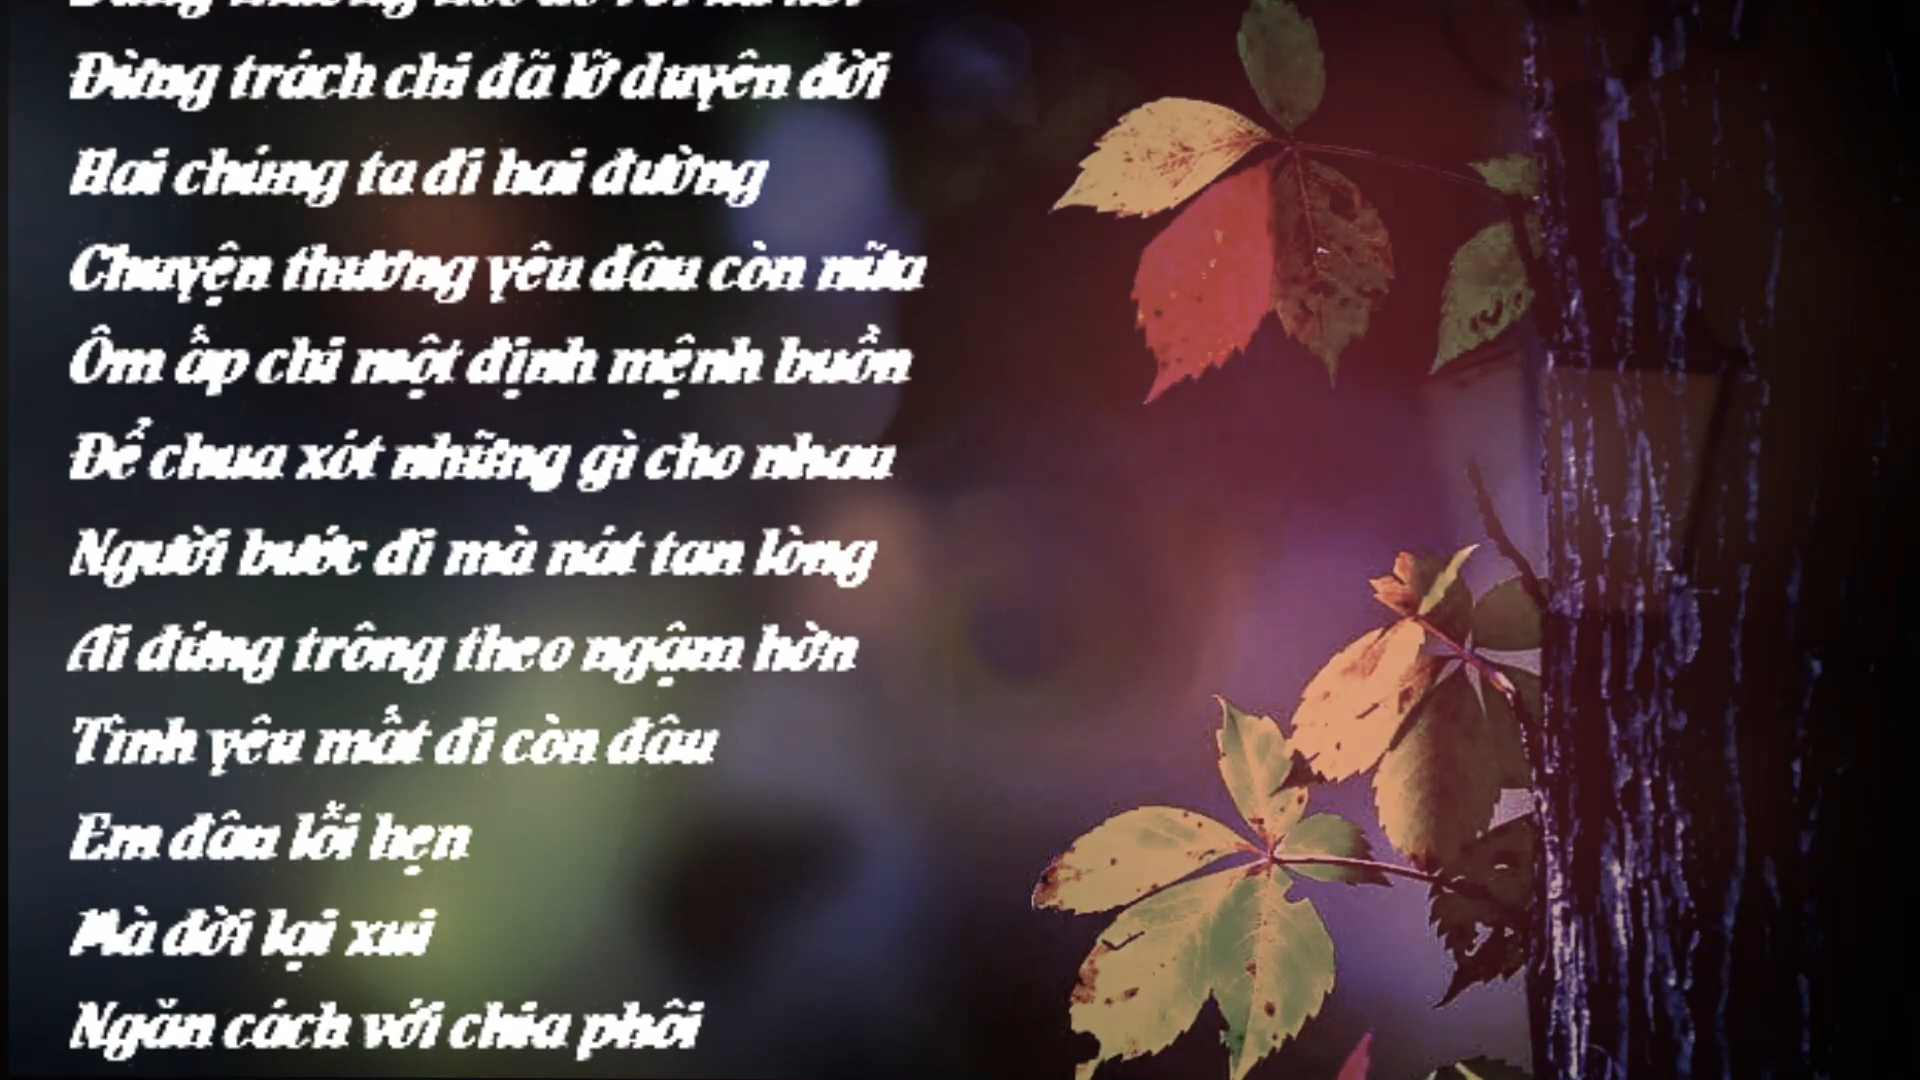 Đừng trách chi đã lỡ duyên đời
Hai chúng ta đi hai đường
Chuyện thương yêu đâu còn nữa
Ôm ấp chi một định mệnh buồn
Để chua xót những gì cho nhau
Người bước đi mà nát tan lòng
Ai đứng trông theo ngậm hờn
Tình yêu mất đi còn đâu
Em đâu lỗi hẹn
Mà đời lại xui
Ngăn cách với chia phôi